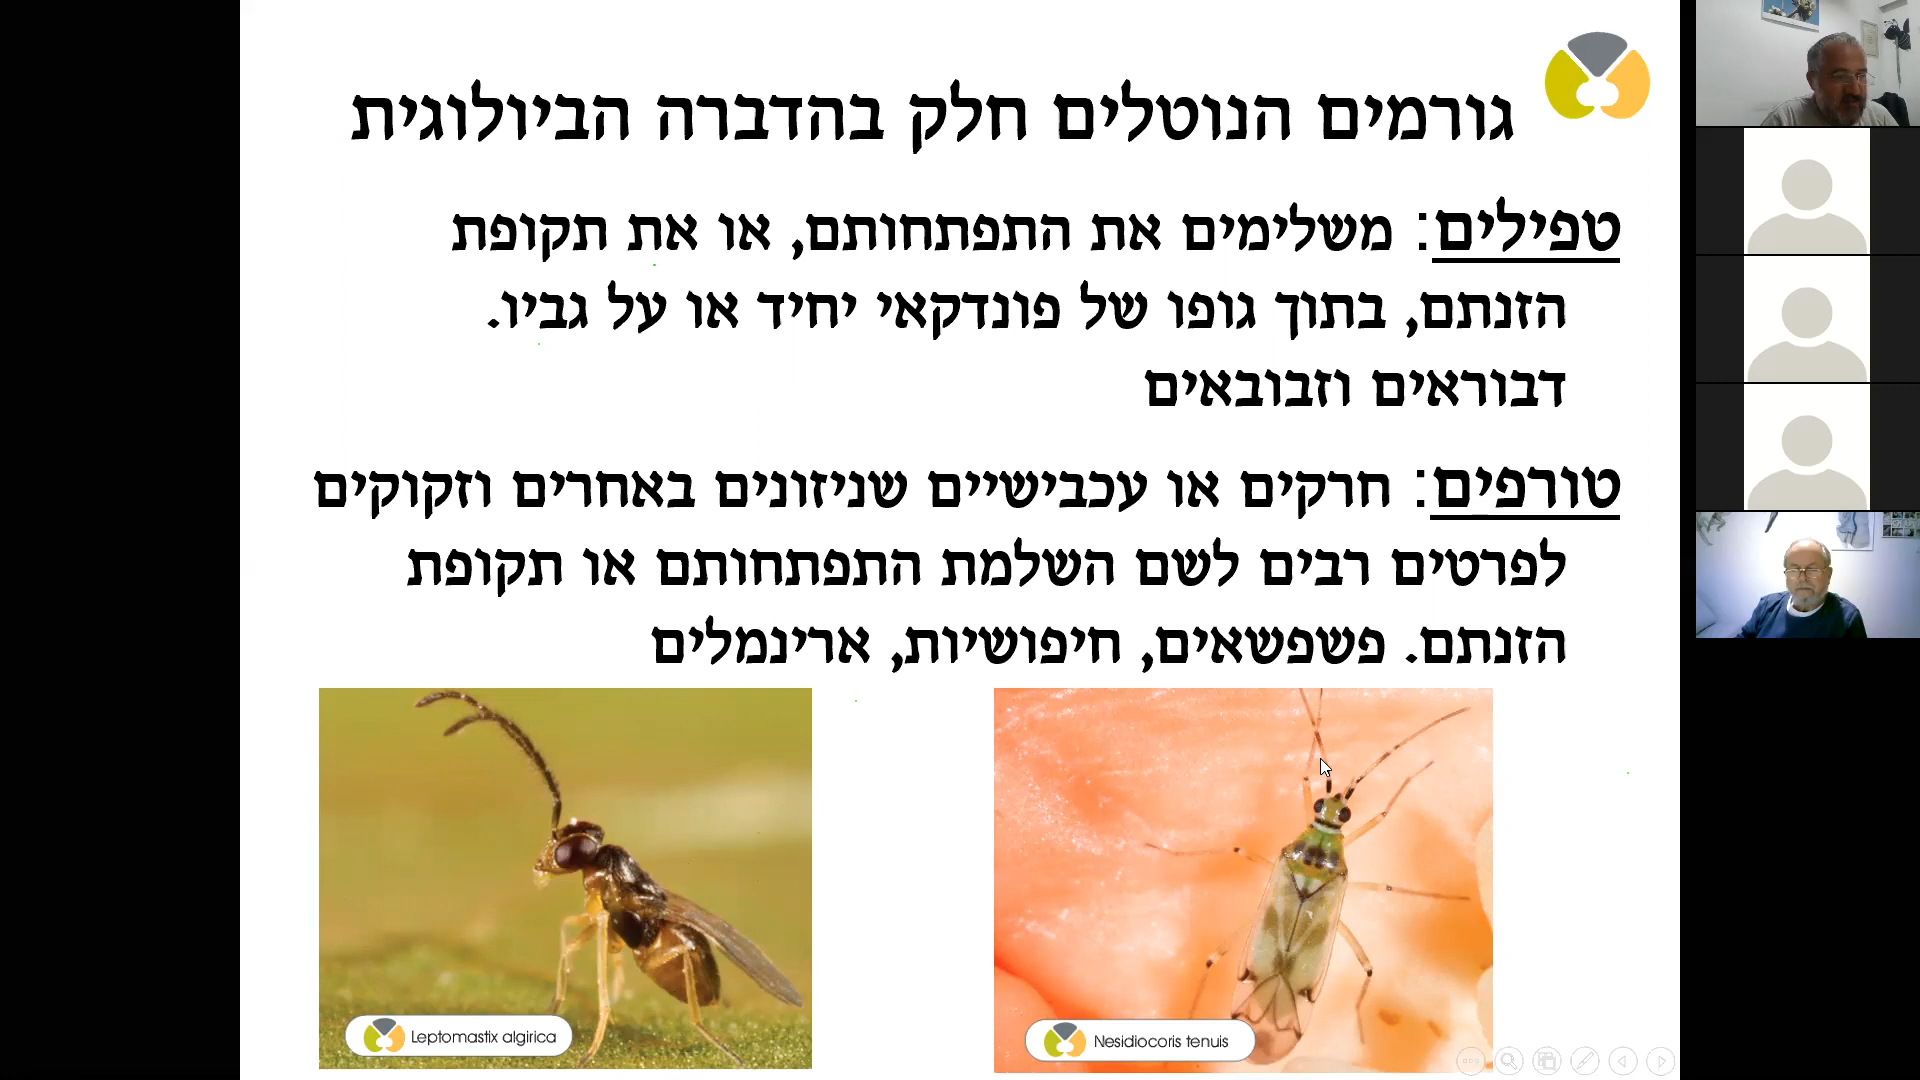 גורמים הנוטלים חלק בהדברה הביולוגית
טפילים: משלימים את התפתחותם, או את תקופת
הזנתם, בתוך גופו של פונדקאי יחיד או על גביו.
דבוראים וזבובאים
טורפים: חרקים או עכבישיים שניזונים באחרים וזקוקים
לפרטים רבים לשם השלמת התפתחותם או תקופת
הזנתם. פשפשאים, חיפושיות, ארינמלים
Leptomastix algirica
Nesidiocoris tenuis